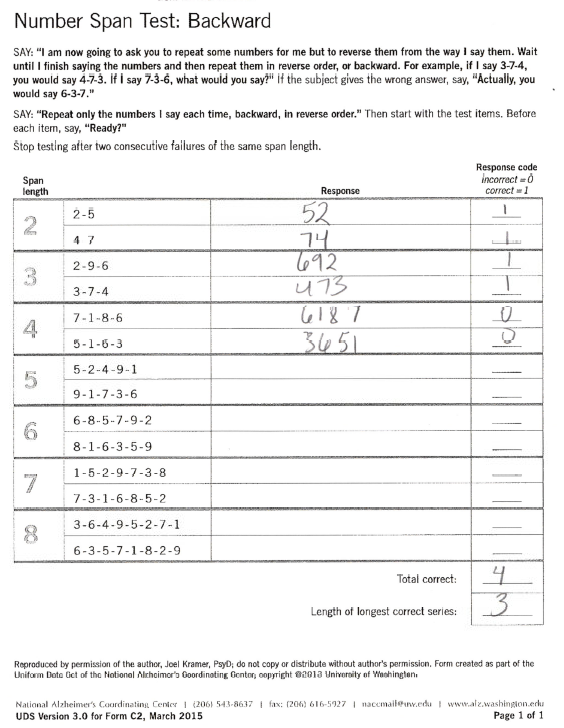 Number Span Test: Backward
SAY: "I am now going to ask you to repeat some numbers for me but to reverse them from the way I say them. Wait
until I finish saying the numbers and then repeat them in reverse order, or backward. For example, if I say 3-7-4,
you would say 4-7-3. If I say 7-3-6, what would you say?" If the subject gives the wrong answer, say, "Actually, you
would say 6-3-7."
SAY: "Repeat only the numbers I say each time, backward, in reverse order." Then start with the test items. Before
each item, say, "Ready?"
Stop testing after two consecutive failures of the same span length.
Span length Response Response code incorrect = 0 correct = 1
2
2-5 52 1
4 7 74 1
3
2-9-6 692 1
3-7-4 473 1
4
7-1-8-6 6187 0
5-1-6-3 3651 0
5
5-2-4-9-1
9-1-7-3-6
6
6-8-5-7-9-2
8-1-6-3-5-9
7
1-5-2-9-7-3-8
7-3-1-6-8-5-2
8
3-6-4-9-5-2-7-1
6-3-5-7-1-8-2-9
Total correct: 4
Length of longest correct series: 3
Reproduced by permission of the author, Joel Kramer, PsyD; do not copy or distribute without author's permission. Form created as part of the
Uniform Data Set of the National Alzheimer's Coordinating Center; copyright ©2013 University of Washington.
National Alzheimer's Coordinating Center | (206) 543-8637 | fax: (206) 616-5927 | naccmail@uw.edu | www.alz.washington.edu
UDS Version 3.0 for Form C2, March 2015 Page 1 of 1